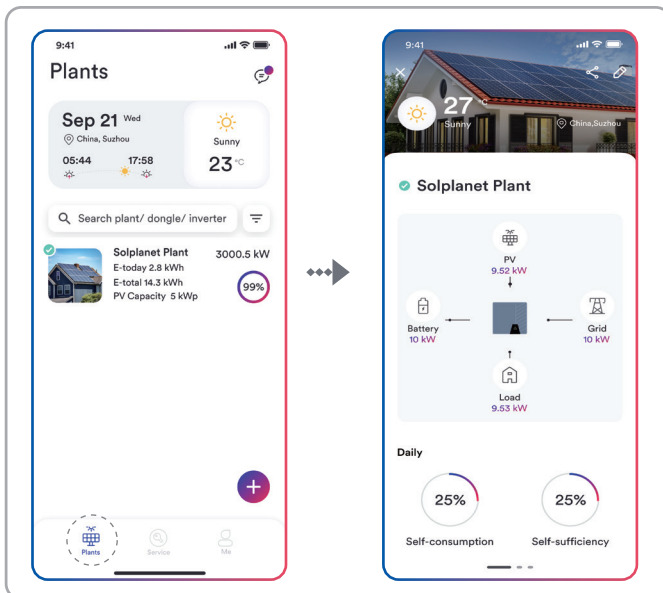 9:41
Plants
Sep 21 Wed
China, Suzhou
05:44 17:58
Sunny
23 °C
Search plant/ dongle/ inverter
Solplanet Plant 3000.5 kW
E-today 2.8 kWh
E-total 14.3 kWh
PV Capacity 5 kWp
99%
+
Plants Service Me
9:41
27 °C
Sunny
China,Suzhou
Solplanet Plant
PV
9.52 kW
Battery
10 kW
Grid
10 kW
Load
9.53 kW
Daily
25% 25%
Self-consumption Self-sufficiency